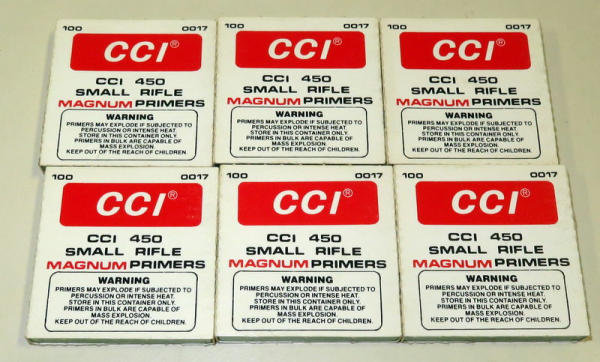 100 0017
CCI®
CCI 450
SMALL RIFLE
MAGNUM PRIMERS
WARNING
PRIMERS MAY EXPLODE IF SUBJECTED TO
PERCUSSION OR INTENSE HEAT.
STORE IN THIS CONTAINER ONLY.
PRIMERS IN BULK ARE CAPABLE OF
MASS EXPLOSION.
KEEP OUT OF THE REACH OF CHILDREN.
100 0017
CCI®
CCI 450
SMALL RIFLE
MAGNUM PRIMERS
WARNING
PRIMERS MAY EXPLODE IF SUBJECTED TO
PERCUSSION OR INTENSE HEAT.
STORE IN THIS CONTAINER ONLY.
PRIMERS IN BULK ARE CAPABLE OF
MASS EXPLOSION.
KEEP OUT OF THE REACH OF CHILDREN.
100 0017
CCI®
CCI 450
SMALL RIFLE
MAGNUM PRIMERS
WARNING
PRIMERS MAY EXPLODE IF SUBJECTED TO
PERCUSSION OR INTENSE HEAT.
STORE IN THIS CONTAINER ONLY.
PRIMERS IN BULK ARE CAPABLE OF
MASS EXPLOSION.
KEEP OUT OF THE REACH OF CHILDREN.
100 0017
CCI®
CCI 450
SMALL RIFLE
MAGNUM PRIMERS
WARNING
PRIMERS MAY EXPLODE IF SUBJECTED TO
PERCUSSION OR INTENSE HEAT.
STORE IN THIS CONTAINER ONLY.
PRIMERS IN BULK ARE CAPABLE OF
MASS EXPLOSION.
KEEP OUT OF THE REACH OF CHILDREN.
100 0017
CCI®
CCI 450
SMALL RIFLE
MAGNUM PRIMERS
WARNING
PRIMERS MAY EXPLODE IF SUBJECTED TO
PERCUSSION OR INTENSE HEAT.
STORE IN THIS CONTAINER ONLY.
PRIMERS IN BULK ARE CAPABLE OF
MASS EXPLOSION.
KEEP OUT OF THE REACH OF CHILDREN.
100 0017
CCI®
CCI 450
SMALL RIFLE
MAGNUM PRIMERS
WARNING
PRIMERS MAY EXPLODE IF SUBJECTED TO
PERCUSSION OR INTENSE HEAT.
STORE IN THIS CONTAINER ONLY.
PRIMERS IN BULK ARE CAPABLE OF
MASS EXPLOSION.
KEEP OUT OF THE REACH OF CHILDREN.